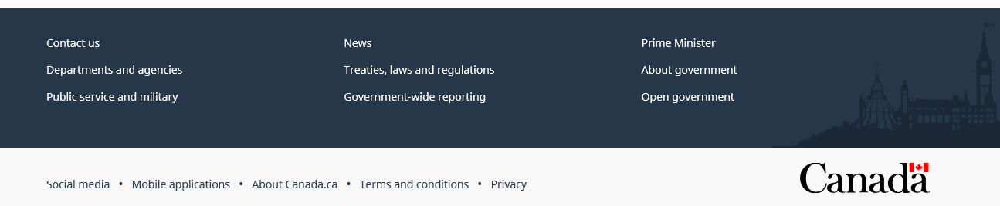 Contact us
News
Prime Minister
Departments and agencies
Treaties, laws and regulations
About government
Public service and military
Government-wide reporting
Open government
Social media • Mobile applications • About Canada.ca • Terms and conditions • Privacy
Canada